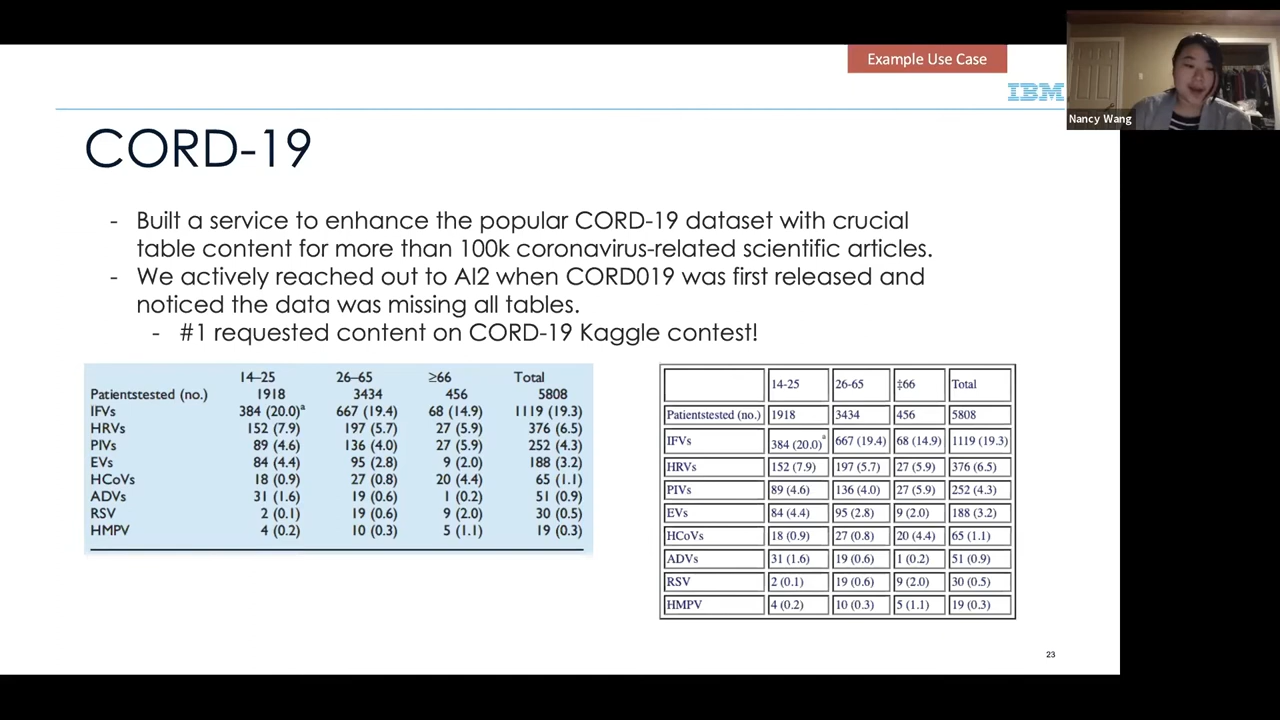 Example Use Case
IBM
Nancy Wang
CORD-19
- Built a service to enhance the popular CORD-19 dataset with crucial
table content for more than 100k coronavirus-related scientific articles.
- We actively reached out to AI2 when CORD019 was first released and
noticed the data was missing all tables.
- #1 requested content on CORD-19 Kaggle contest!
14–25 26–65 ≥66 Total
Patientstested (no.) 1918 3434 456 5808
IFVs 384 (20.0)a 667 (19.4) 68 (14.9) 1119 (19.3)
HRVs 152 (7.9) 197 (5.7) 27 (5.9) 376 (6.5)
PIVs 89 (4.6) 136 (4.0) 27 (5.9) 252 (4.3)
EVs 84 (4.4) 95 (2.8) 9 (2.0) 188 (3.2)
HCoVs 18 (0.9) 27 (0.8) 20 (4.4) 65 (1.1)
ADVs 31 (1.6) 19 (0.6) 1 (0.2) 51 (0.9)
RSV 2 (0.1) 19 (0.6) 9 (2.0) 30 (0.5)
HMPV 4 (0.2) 10 (0.3) 5 (1.1) 19 (0.3)
14-25 26-65 ‡66 Total
Patientstested (no.) 1918 3434 456 5808
IFVs 384 (20.0)a 667 (19.4) 68 (14.9) 1119 (19.3)
HRVs 152 (7.9) 197 (5.7) 27 (5.9) 376 (6.5)
PIVs 89 (4.6) 136 (4.0) 27 (5.9) 252 (4.3)
EVs 84 (4.4) 95 (2.8) 9 (2.0) 188 (3.2)
HCoVs 18 (0.9) 27 (0.8) 20 (4.4) 65 (1.1)
ADVs 31 (1.6) 19 (0.6) 1 (0.2) 51 (0.9)
RSV 2 (0.1) 19 (0.6) 9 (2.0) 30 (0.5)
HMPV 4 (0.2) 10 (0.3) 5 (1.1) 19 (0.3)
23